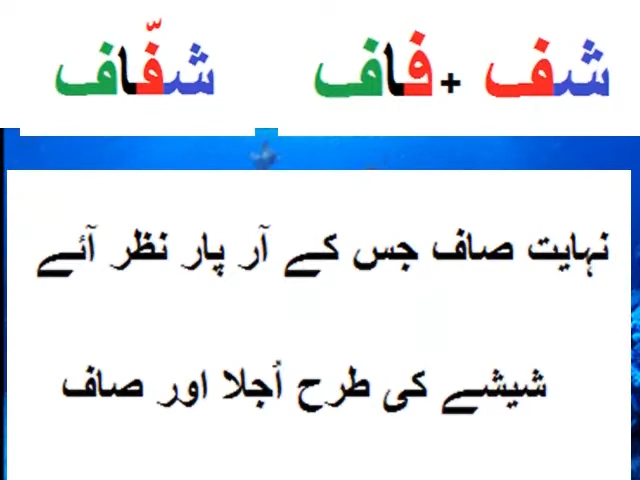 شف + فاف شفّاف
نہایت صاف جس کے آر پار نظر آئے
شیشے کی طرح اُجلا اور صاف